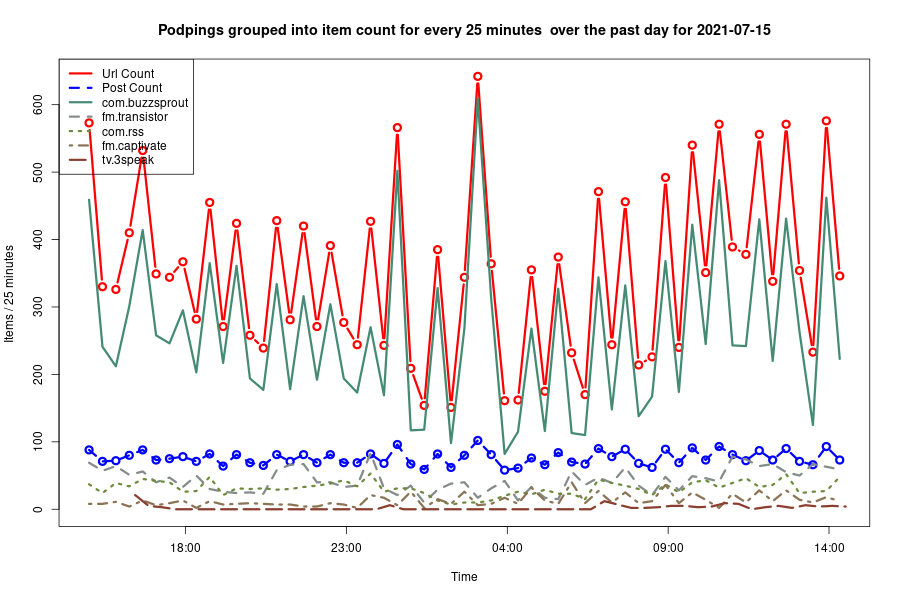 Podpings grouped into item count for every 25 minutes  over the past day for 2021-07-15
Url Count
Post Count
com.buzzsprout
fm.transistor
com.rss
fm.captivate
tv.3speak
Items / 25 minutes
600
500
400
300
200
100
0
18:00 23:00 04:00 09:00 14:00
Time